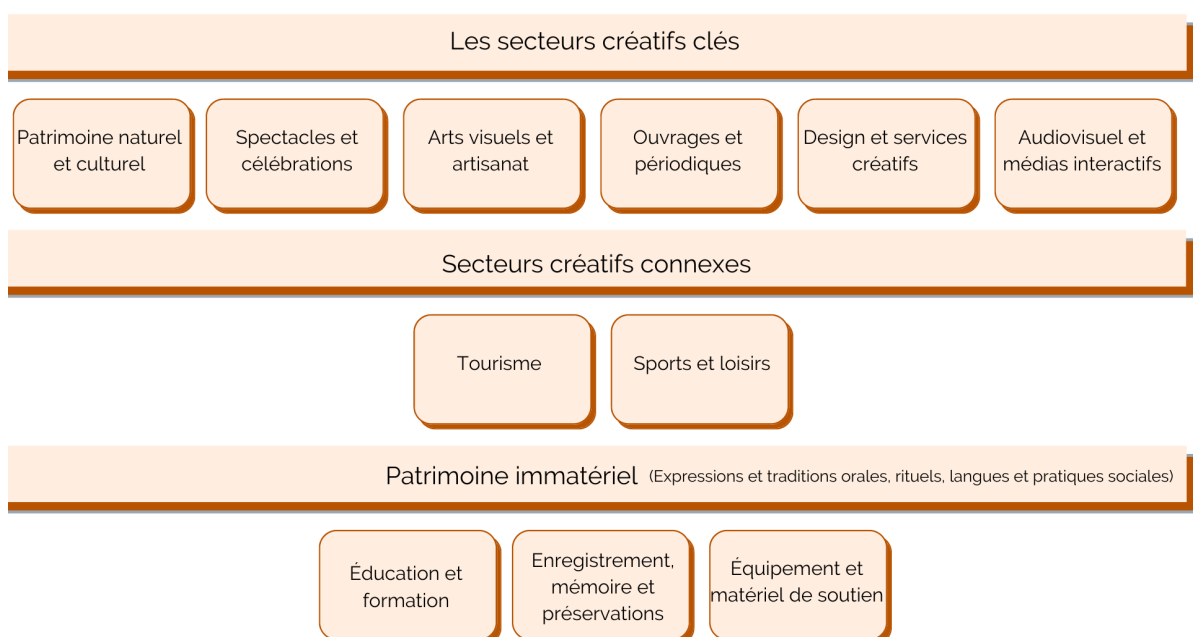 Les secteurs créatifs clés
Patrimoine naturel
et culturel
Spectacles et
célébrations
Arts visuels et
artisanat
Ouvrages et
périodiques
Design et services
créatifs
Audiovisuel et
médias interactifs
Secteurs créatifs connexes
Tourisme
Sports et loisirs
Patrimoine immatériel (Expressions et traditions orales, rituels, langues et pratiques sociales)
Éducation et
formation
Enregistrement,
mémoire et
préservations
Équipement et
matériel de soutien